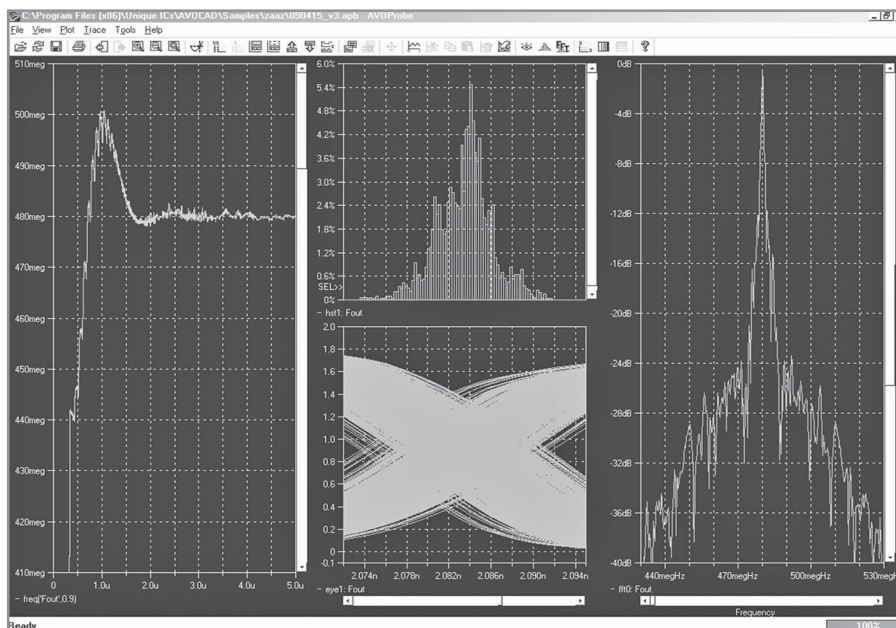 C:\Program Files (x86)\Unique ICs\AVOCAD\Samples\zaaz\090415_v3.apb - AVOProbe
File View Plot Trace Tools Help
510meg
500meg
490meg
480meg
470meg
460meg
450meg
440meg
430meg
420meg
410meg
0 1.0u 2.0u 3.0u 4.0u 5.0u
~ freq('Fout',0.9)
6.0%
5.4%
4.8%
4.2%
3.6%
3.0%
2.4%
1.8%
1.2%
0.6%
SEL>>
0%
~ hst1: Fout
2.0
1.8
1.6
1.4
1.2
1.0
0.8
0.6
0.4
0.2
0
-0.1
2.074n 2.078n 2.082n 2.086n 2.090n 2.094n
~ eye1: Fout
0dB
-4dB
-8dB
-12dB
-16dB
-20dB
-24dB
-28dB
-32dB
-36dB
-40dB
440megHz 470megHz 500megHz 530meg
~ fft0: Fout
Frequency
Ready 100%